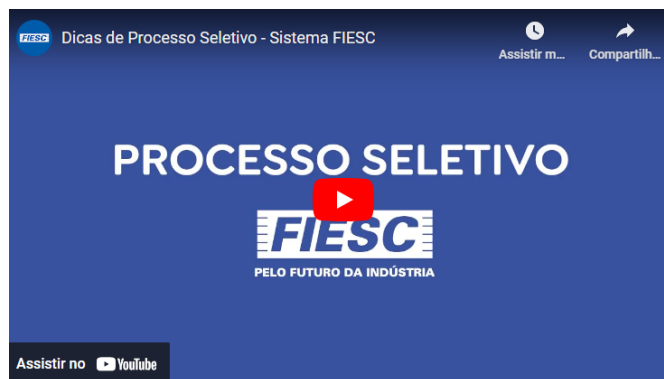 FIESC
Dicas de Processo Seletivo - Sistema FIESC
Assistir m...
Compartilh...
PROCESSO SELETIVO
FIESC
PELO FUTURO DA INDÚSTRIA
Assistir no YouTube